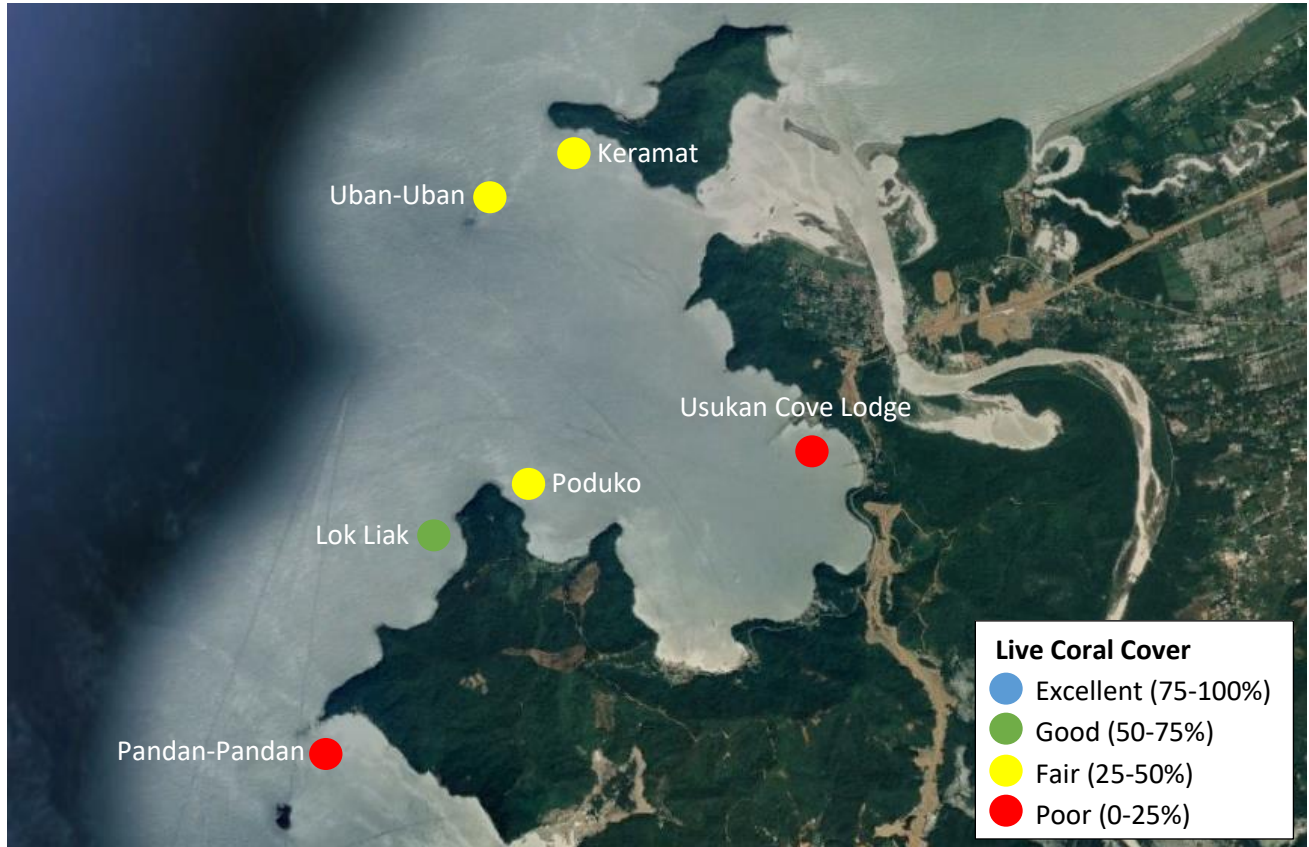 Keramat
Uban-Uban
Usukan Cove Lodge
Poduko
Lok Liak
Pandan-Pandan
Live Coral Cover
Excellent (75-100%)
Good (50-75%)
Fair (25-50%)
Poor (0-25%)